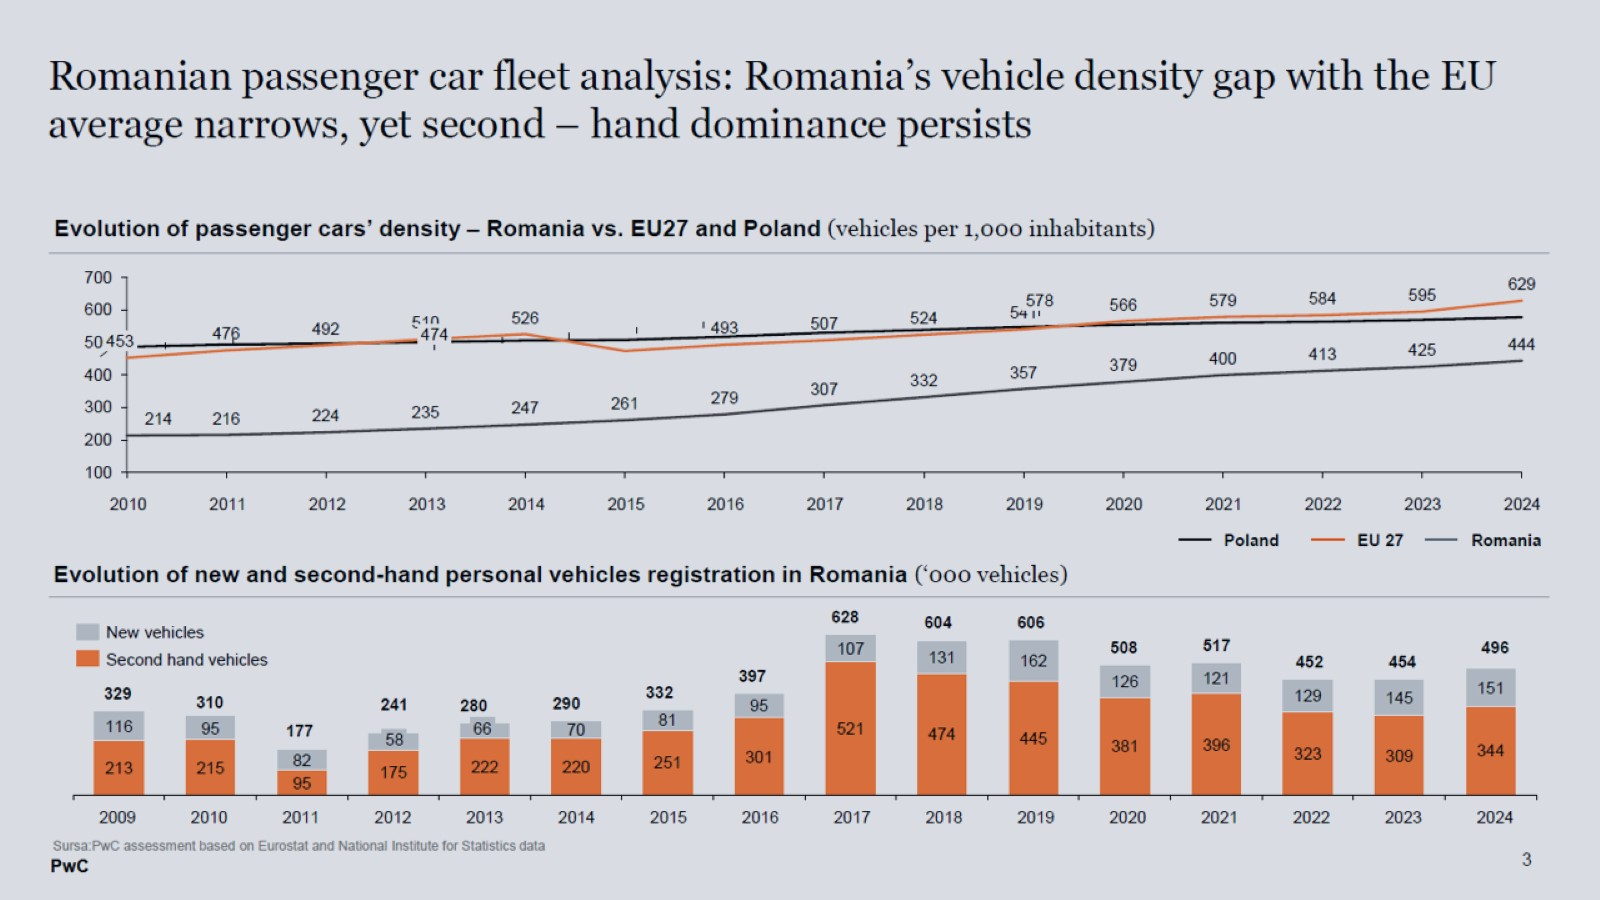 Romanian passenger car fleet analysis: Romania’s vehicle density gap with the EU
average narrows, yet second – hand dominance persists
Evolution of passenger cars’ density – Romania vs. EU27 and Poland (vehicles per 1,000 inhabitants)
700
600
400
300
200
100
453 476 492 474 526 493 507 524 578 566 579 584 595 629
214 216 224 235 247 261 279 307 332 357 379 400 413 425 444
2010 2011 2012 2013 2014 2015 2016 2017 2018 2019 2020 2021 2022 2023 2024
Poland EU 27 Romania
Evolution of new and second-hand personal vehicles registration in Romania (‘000 vehicles)
New vehicles
Second hand vehicles
329 310 177 241 280 290 332 397 628 604 606 508 517 452 454 496
116 95 82 58 66 70 81 95 107 131 162 126 121 129 145 151
213 215 95 175 222 220 251 301 521 474 445 381 396 323 309 344
2009 2010 2011 2012 2013 2014 2015 2016 2017 2018 2019 2020 2021 2022 2023 2024
Sursa:PwC assessment based on Eurostat and National Institute for Statistics data
PwC
3